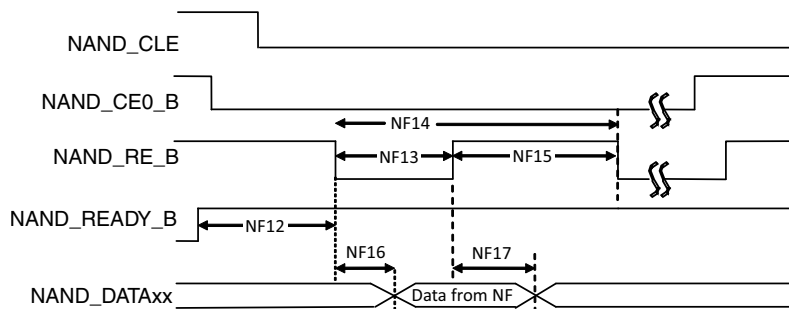 NAND_CLE
NAND_CE0_B
NF14
NAND_RE_B
NF13
NF15
NAND_READY_B
NF12
NF16
NF17
NAND_DATAxx
Data from NF